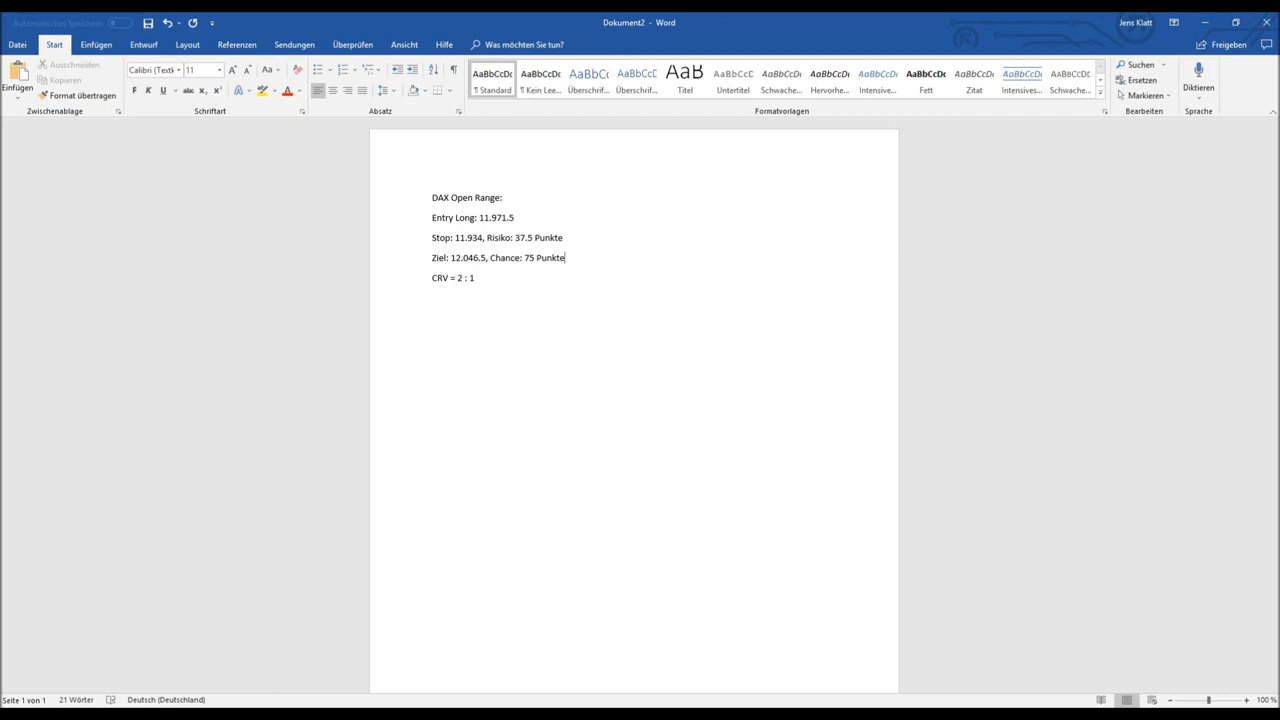 Automatisches Speichern
Dokument2 - Word
Jens Klatt
Datei Start Einfügen Entwurf Layout Referenzen Sendungen Überprüfen Ansicht Hilfe Was möchten Sie tun? Freigeben
Einfügen
Ausschneiden
Kopieren
Format übertragen
Zwischenablage
Calibri (Textk 11
Schriftart
Absatz
AaBbCcDc AaBbCcDc AaBbCc AaBbCcD AaB AaBbCcD AaBbCcDc AaBbCcDc AaBbCcDc AaBbCcDc AaBbCcDc AaBbCcDc AaBbCcDc
¶ Standard ¶ Kein Lee... Überschrif... Überschrif... Titel Untertitel Schwache... Hervorhe... Intensive... Fett Zitat Intensives... Schwache...
Formatvorlagen
Suchen
Ersetzen
Markieren
Bearbeiten
Diktieren
Sprache
DAX Open Range:
Entry Long: 11.971.5
Stop: 11.934, Risiko: 37.5 Punkte
Ziel: 12.046.5, Chance: 75 Punkte
CRV = 2 : 1
Seite 1 von 1 21 Wörter Deutsch (Deutschland) 100 %